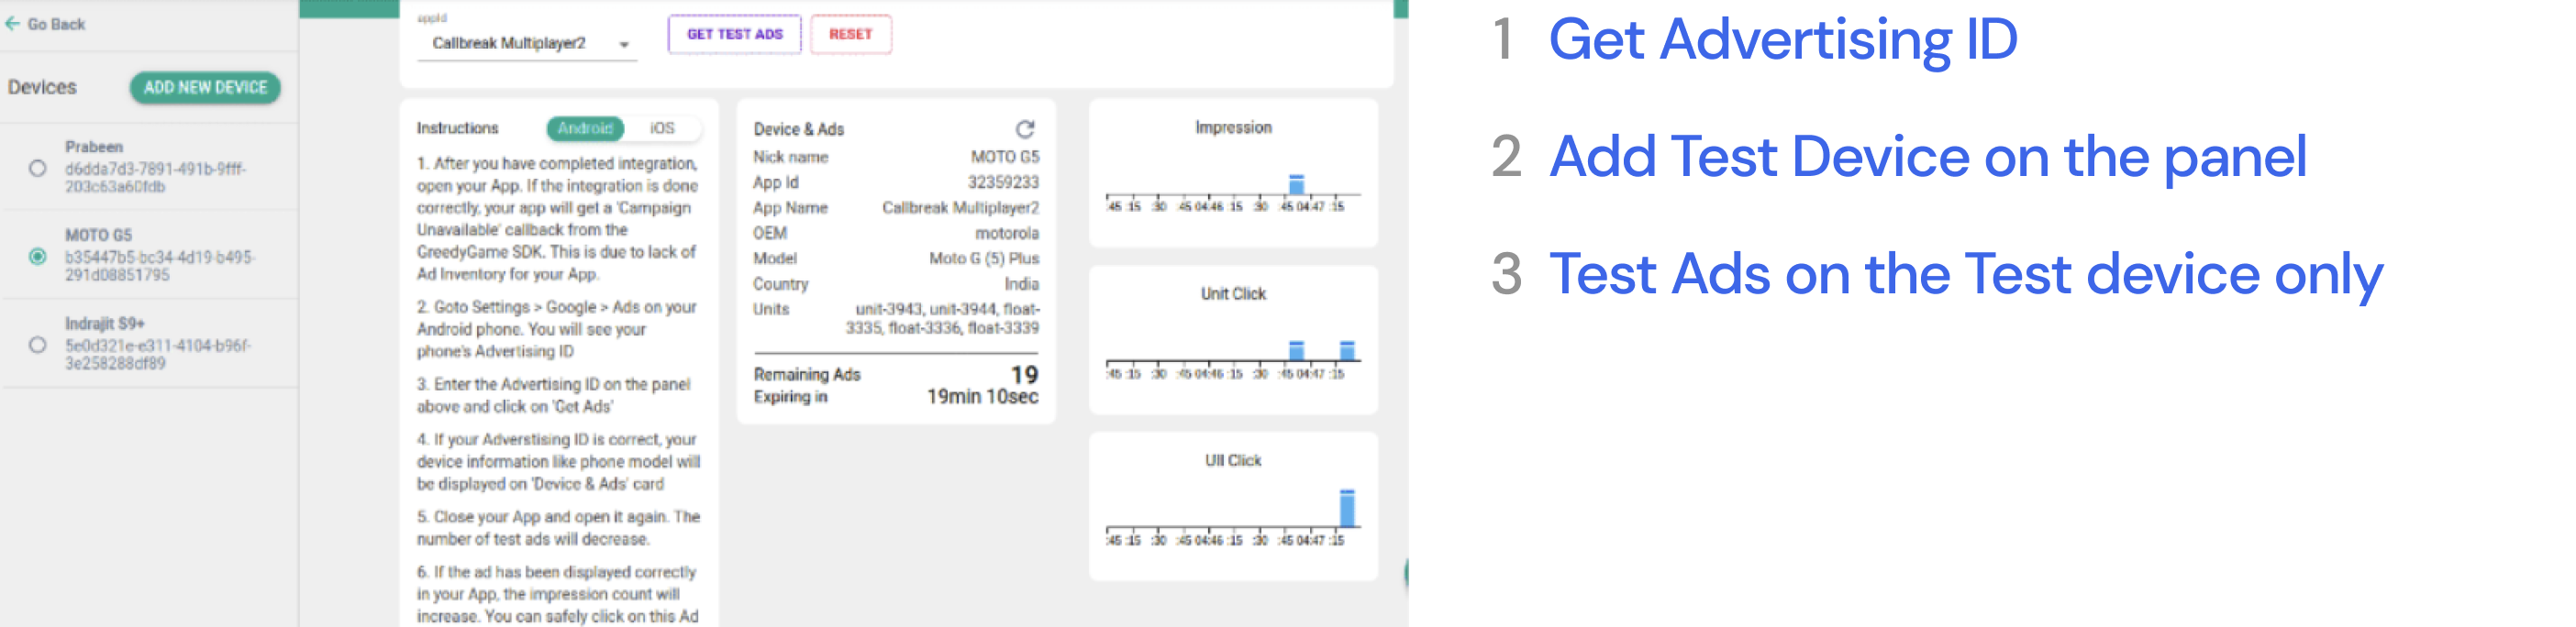 Go Back
Devices
ADD NEW DEVICE
Prabeen
d6dda7d3-7891-491b-9fff-
203c63a60fdb
MOTO G5
b35447b5-bc34-4d19-b495-
291d08851795
Indrajit S9+
5e0d321e-e311-4104-b96f-
3e258288df89
appId
Callbreak Multiplayer2
GET TEST ADS
RESET
Instructions
Android
iOS
1. After you have completed integration,
open your App. If the integration is done
correctly, your app will get a 'Campaign
Unavailable' callback from the
GreedyGame SDK. This is due to lack of
Ad Inventory for your App.
2. Goto Settings > Google > Ads on your
Android phone. You will see your
phone's Advertising ID
3. Enter the Advertising ID on the panel
above and click on 'Get Ads'
4. If your Adverstising ID is correct, your
device information like phone model will
be displayed on 'Device & Ads' card
5. Close your App and open it again. The
number of test ads will decrease.
6. If the ad has been displayed correctly
in your App, the impression count will
increase. You can safely click on this Ad
Device & Ads
Nick name MOTO G5
App Id 32359233
App Name Callbreak Multiplayer2
OEM motorola
Model Moto G (5) Plus
Country India
Units unit-3943, unit-3944, float-
3335, float-3336, float-3339
Remaining Ads 19
Expiring in 19min 10sec
Impression
:45 :15 :30 :45 04:46 :15 :30 :45 04:47 :15
Unit Click
:45 :15 :30 :45 04:46 :15 :30 :45 04:47 :15
UII Click
:45 :15 :30 :45 04:46 :15 :30 :45 04:47 :15
1 Get Advertising ID
2 Add Test Device on the panel
3 Test Ads on the Test device only